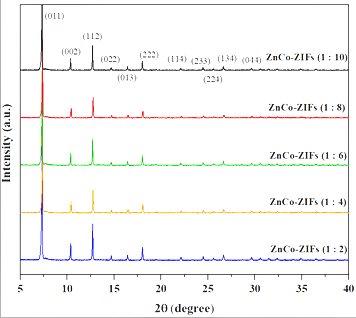 (011)
(002)
(112)
(022)
(013)
(222)
(114)
(233)
(224)
(134)
(044)
ZnCo-ZIFs (1 : 10)
ZnCo-ZIFs (1 : 8)
ZnCo-ZIFs (1 : 6)
ZnCo-ZIFs (1 : 4)
ZnCo-ZIFs (1 : 2)
Intensity (a.u.)
5 10 15 20 25 30 35 40
2θ (degree)